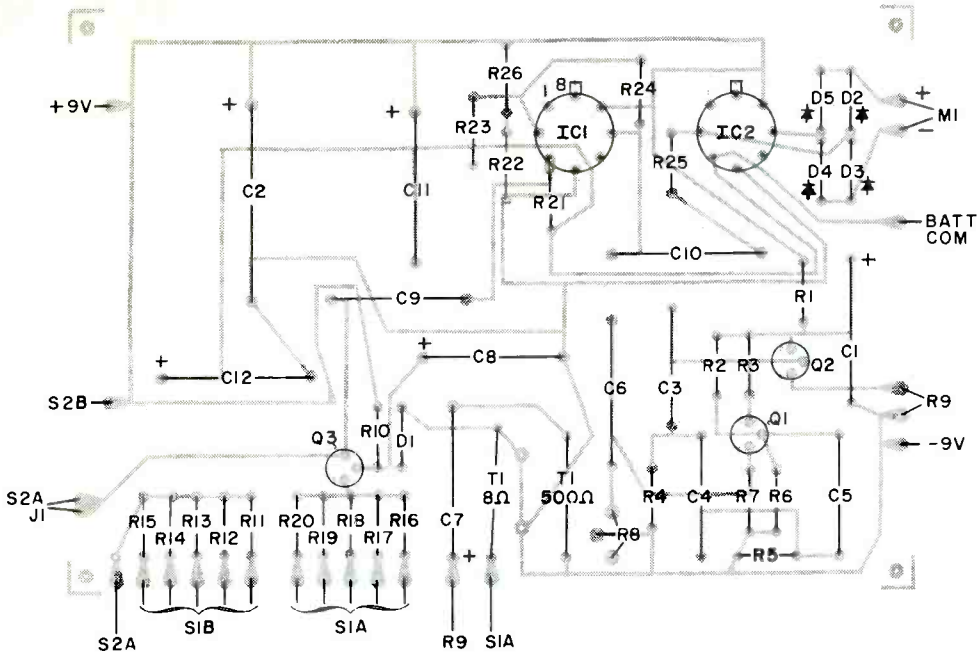 R26
1 8
R24
+9V
+
+
R23
IC1
IC2
D5
D2
+
M1
−
R22
R25
D4
D3
C2
C11
R21
BATT
COM
C10
+
C9
R1
+
C12
+
C8
C6
C3
R2
R3
Q2
C1
S2B
R9
Q3
R10
D1
Q1
-9V
S2A
J1
R15
R14
R13
R12
R11
R20
R19
R18
R17
R16
C7
+
T1
8Ω
T1
500Ω
R8
R4
C4
R7
R6
C5
R5
S2A
S1B
S1A
R9
S1A